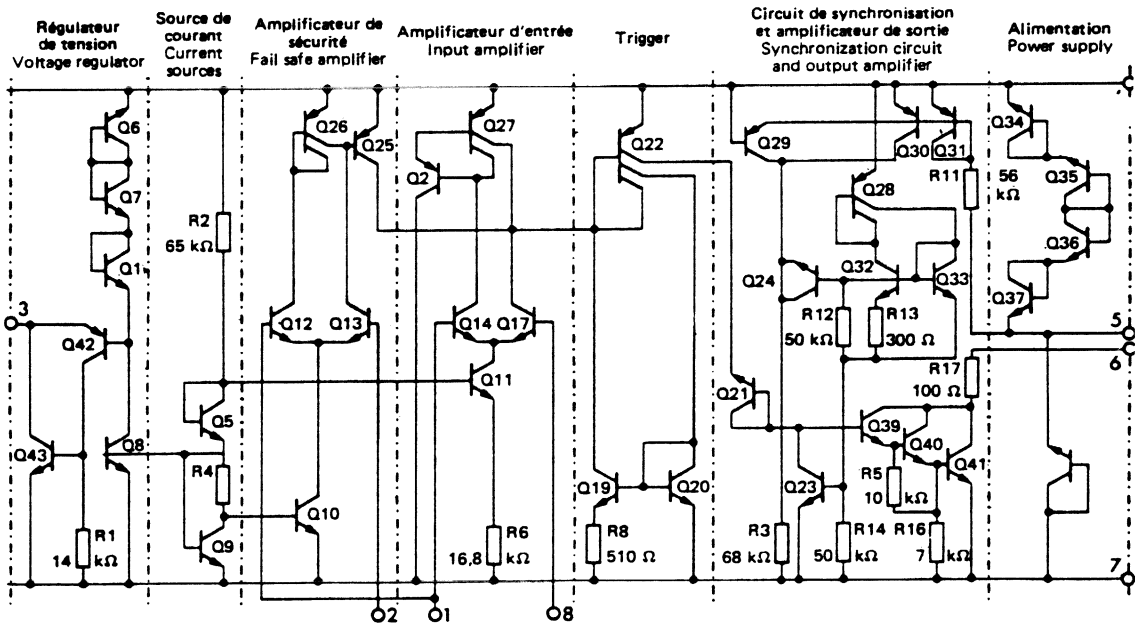 Régulateur
de tension
Voltage regulator
Source de
courant
Current
sources
Amplificateur de
sécurité
Fail safe amplifier
Amplificateur d'entrée
Input amplifier
Trigger
Circuit de synchronisation
et amplificateur de sortie
Synchronization circuit
and output amplifier
Alimentation
Power supply
Q6
Q7
Q1
3
Q42
Q43
Q8
R1
14 kΩ
R2
65 kΩ
Q5
R4
Q9
Q26
Q25
Q12
Q13
Q10
2
Q27
Q2
Q14
Q17
Q11
R6
16,8 kΩ
1
8
Q22
Q19
Q20
R8
510 Ω
Q29
Q30
Q31
R11
56
kΩ
Q28
Q24
Q32
Q33
R12
50 kΩ
R13
300 Ω
R17
100 Ω
Q21
Q39
Q40
Q41
R5
10 kΩ
Q23
R3
68 kΩ
R14
50 kΩ
R16
7 kΩ
Q34
Q35
Q36
Q37
5
6
7